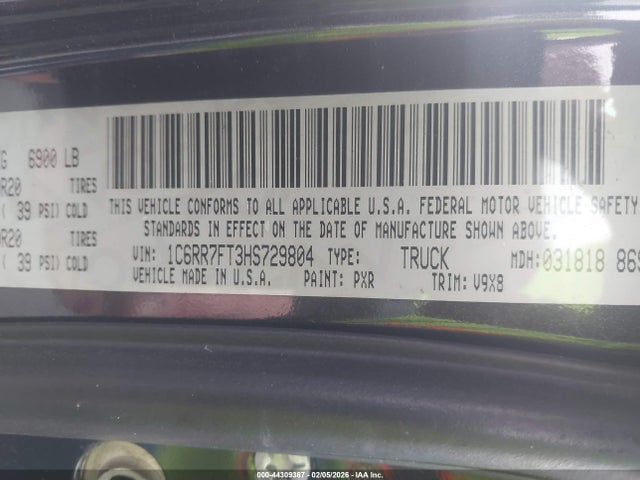 G 6900 LB
R20 TIRES
( 39 PSI) COLD
R20 TIRES
( 39 PSI) COLD
THIS VEHICLE CONFORMS TO ALL APPLICABLE U.S.A. FEDERAL MOTOR VEHICLE SAFETY
STANDARDS IN EFFECT ON THE DATE OF MANUFACTURE SHOWN ABOVE.
VIN: 1C6RR7FT3HS729804 TYPE: TRUCK MDH: 031818 869
VEHICLE MADE IN U.S.A. PAINT: PXR TRIM: V9X8
000-44309387 - 02/05/2026 - IAA Inc.